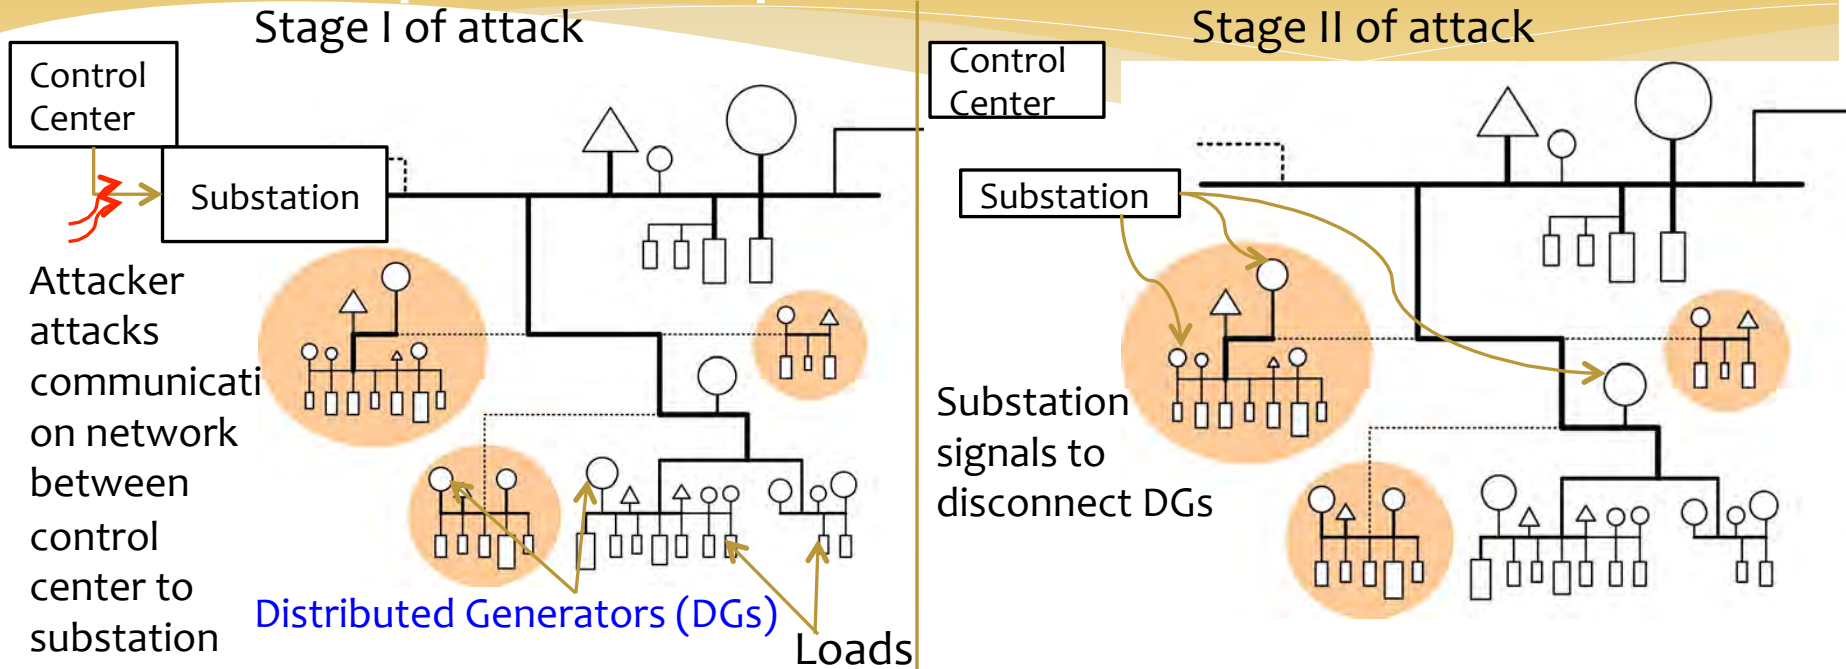 Stage I of attack
Control
Center
Substation
Attacker
attacks
communicati
on network
between
control
center to
substation
Distributed Generators (DGs)
Loads
Stage II of attack
Control
Center
Substation
Substation
signals to
disconnect DGs